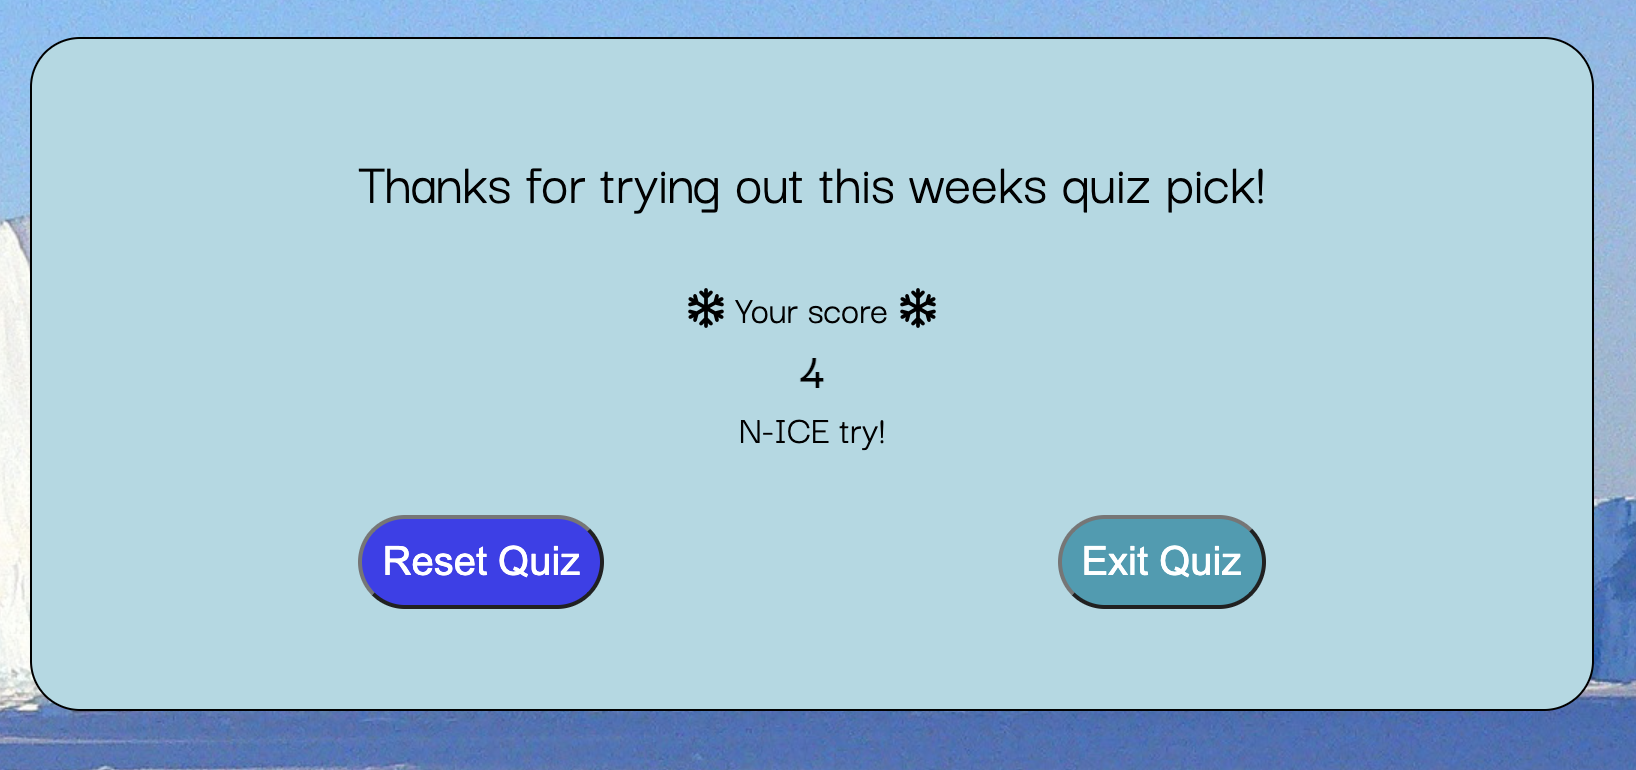 Thanks for trying out this weeks quiz pick!
Your score
4
N-ICE try!
Reset Quiz
Exit Quiz